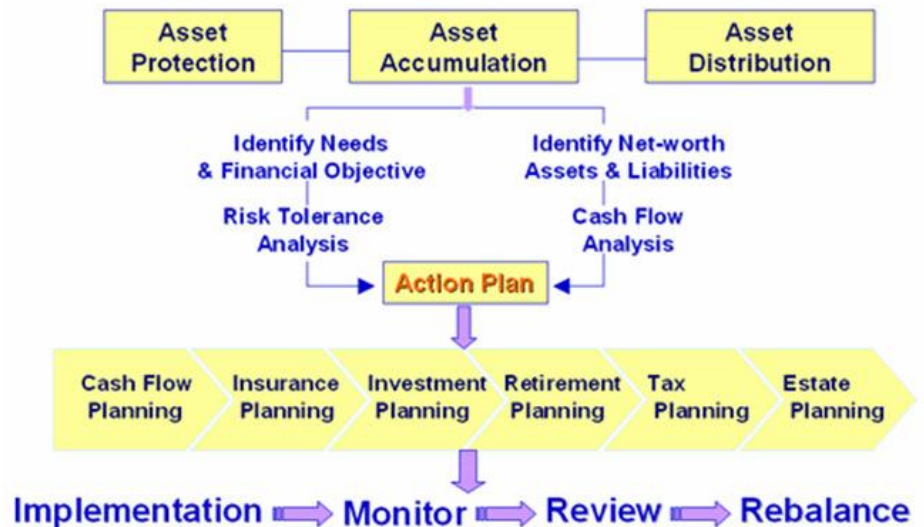 Asset
Protection
Asset
Accumulation
Asset
Distribution
Identify Needs
& Financial Objective
Identify Net-worth
Assets & Liabilities
Risk Tolerance
Analysis
Cash Flow
Analysis
Action Plan
Cash Flow
Planning
Insurance
Planning
Investment
Planning
Retirement
Planning
Tax
Planning
Estate
Planning
Implementation
Monitor
Review
Rebalance